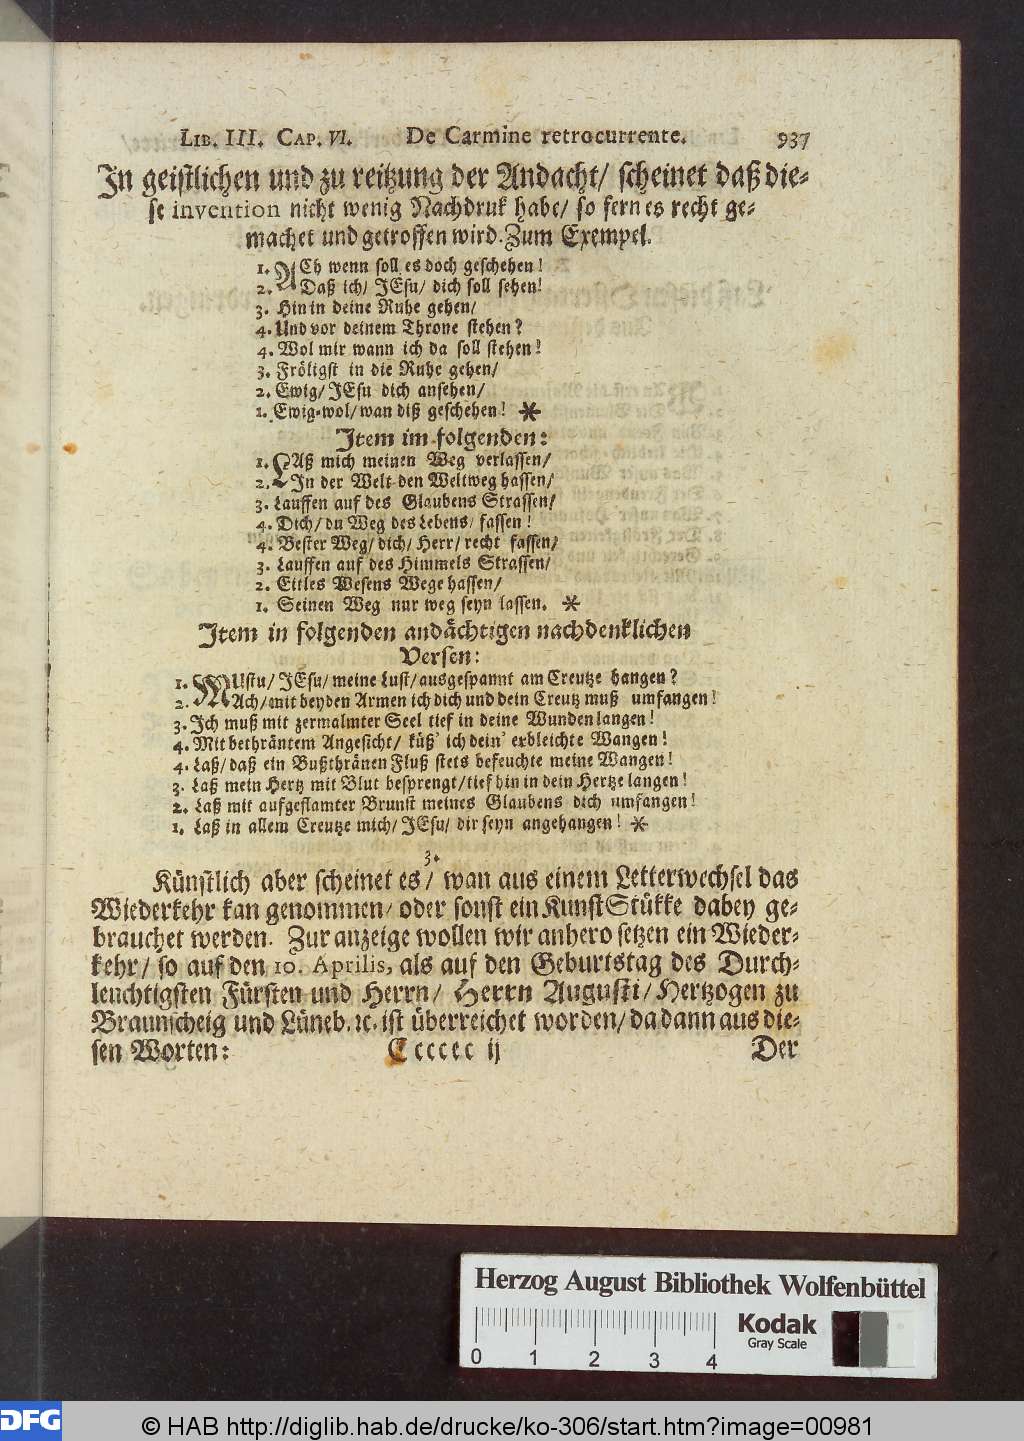 LIB. III. CAP. VI. De Carmine retrocurrente. 937
In geistlichen und zu reitzung der Andacht/ scheinet daß die-
se invention nicht wenig Nachdruk habe/ so fern es recht ge-
machet und getroffen wird. Zum Exempel.
1. ACh wenn soll es doch geschehen!
2. Daß ich/ JEsu/ dich soll sehen!
3. Hin in deine Ruhe gehen/
4. Und vor deinem Throne stehen?
4. Wol mir wann ich da soll stehen!
3. Fröligst in die Ruhe gehen/
2. Ewig/ JEsu dich ansehen/
1. Ewig-wol/ wan diß geschehen! *
Item im folgenden:
1. LAß mich meinen Weg verlassen/
2. In der Welt den Weltweg hassen/
3. Lauffen auf des Glaubens Strassen/
4. Dich/ du Weg des Lebens/ fassen!
4. Bester Weg/ dich/ Herr/ recht fassen/
3. Lauffen auf des Himmels Strassen/
2. Eitles Wesens Wege hassen/
1. Seinen Weg nur weg seyn lassen. *
Item in folgenden andächtigen nachdenklichen
Versen:
1. MUstu/ JEsu/ meine Lust/ ausgespannt am Creutze hangen?
2. Ach/ mit beyden Armen ich dich und dein Creutz muß umfangen!
3. Ich muß mit zermalmter Seel tief in deine Wunden langen!
4. Mit bethräntem Angesicht/ küß' ich dein' erbleichte Wangen!
4. Laß/ daß ein Bußthränen Fluß stets befeuchte meine Wangen!
3. Laß mein Hertz mit Blut besprengt/ tief hin in dein Hertze langen!
2. Laß mit aufgeflamter Brunst meines Glaubens dich umfangen!
1. Laß in allem Creutze mich/ JEsu/ dir seyn angehangen! *
3.
Künstlich aber scheinet es/ wan aus einem Letterwechsel das
Wiederkehr kan genommen/ oder sonst ein KunstStükke dabey ge-
brauchet werden. Zur anzeige wollen wir anhero setzen ein Wieder-
kehr/ so auf den 10. Aprilis, als auf den Geburtstag des Durch-
leuchtigsten Fürsten und Herrn/ Herrn Augusti/ Hertzogen zu
Braunscheig und Lüneb. ꝛc. ist überreichet worden/ da dann aus die-
sen Worten: C c c c c c ij Der
Herzog August Bibliothek Wolfenbüttel
0 1 2 3 4
Kodak
Gray Scale
DFG
© HAB http://diglib.hab.de/drucke/ko-306/start.htm?image=00981